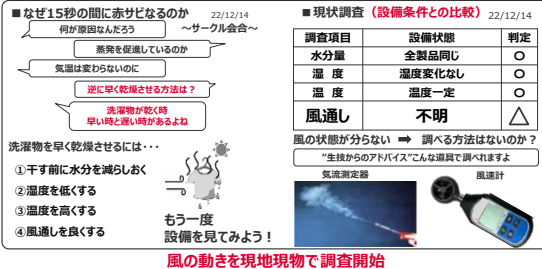 ■なぜ15秒の間に赤サビなるのか 22/12/14
～サークル会合～
何が原因なんだろう
蒸発を促進しているのか
気温は変わらないのに
逆に早く乾燥させる方法は？
洗濯物が乾く時
早い時と遅い時があるよね
洗濯物を早く乾燥させるには・・・
①干す前に水分を減らしおく
②湿度を低くする
③温度を高くする
④風通しを良くする
もう一度
設備を見てみよう！
■現状調査（設備条件との比較） 22/12/14
調査項目 設備状態 判定
水分量 全製品同じ ○
湿 度 湿度変化なし ○
温 度 温度一定 ○
風通し 不明 △
風の状態が分らない ➡ 調べる方法はないのか？
“生技からのアドバイス”こんな道具で調べれますよ
気流測定器 風速計
風の動きを現地現物で調査開始